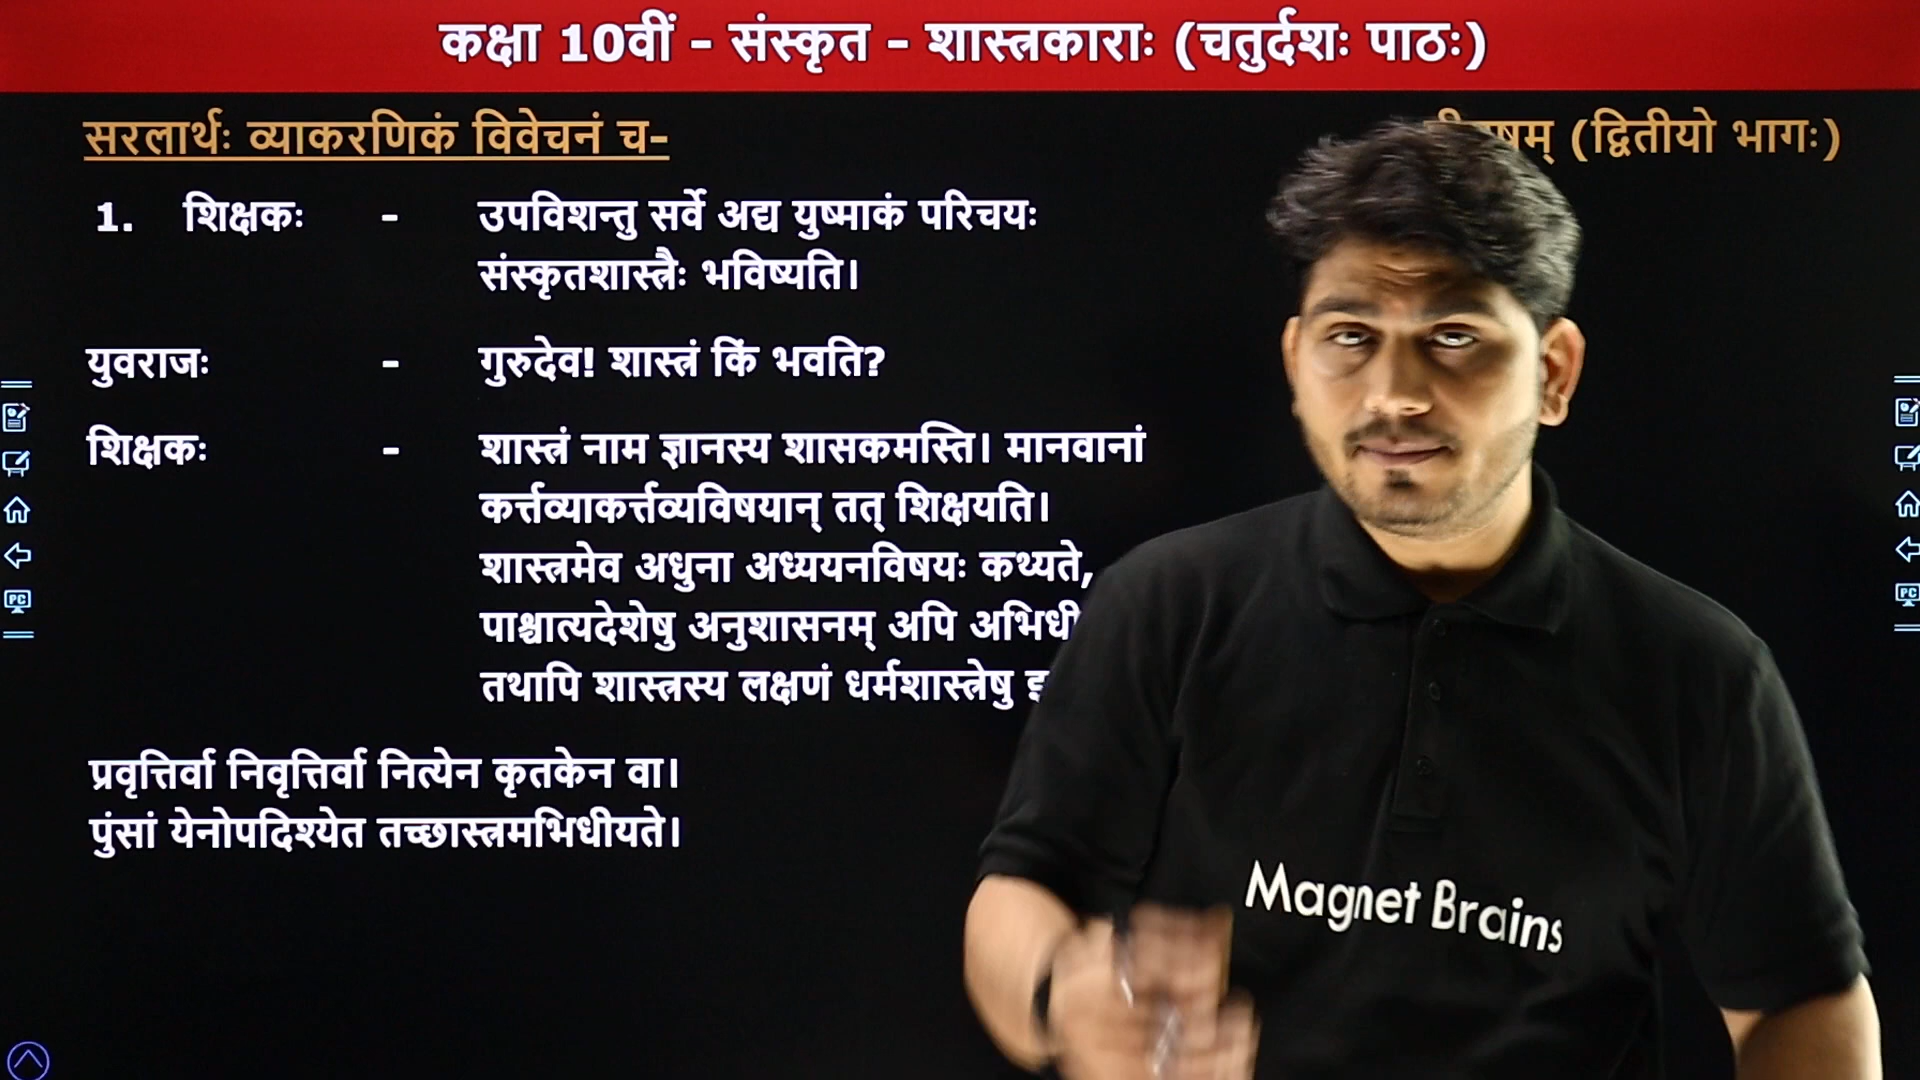 कक्षा 10वीं - संस्कृत - शास्त्रकाराः (चतुर्दशः पाठः)
सरलार्थः व्याकरणिकं विवेचनं च-
(द्वितीयो भागः)
1. शिक्षकः - उपविशन्तु सर्वे अद्य युष्माकं परिचयः
संस्कृतशास्त्रैः भविष्यति।
युवराजः - गुरुदेव! शास्त्रं किं भवति?
शिक्षकः - शास्त्रं नाम ज्ञानस्य शासकमस्ति। मानवानां
कर्त्तव्याकर्त्तव्यविषयान् तत् शिक्षयति।
शास्त्रमेव अधुना अध्ययनविषयः कथ्यते,
पाश्चात्यदेशेषु अनुशासनम् अपि
तथापि शास्त्रस्य लक्षणं धर्मशास्त्रेषु
प्रवृत्तिर्वा निवृत्तिर्वा नित्येन कृतकेन वा।
पुंसां येनोपदिश्येत तच्छास्त्रमभिधीयते।
Magnet Brains
PC
PC